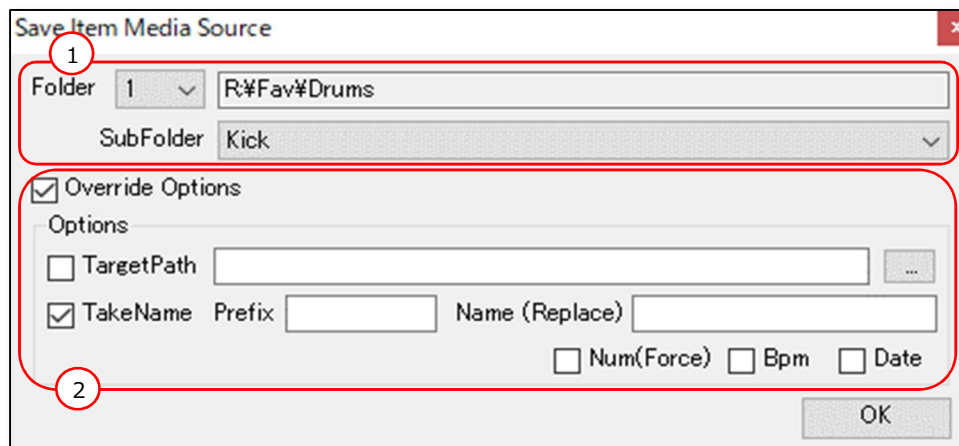 Save Item Media Source
1
Folder 1 R:¥Fav¥Drums
SubFolder Kick
Override Options
Options
TargetPath ...
TakeName Prefix Name (Replace)
Num(Force) Bpm Date
2
OK